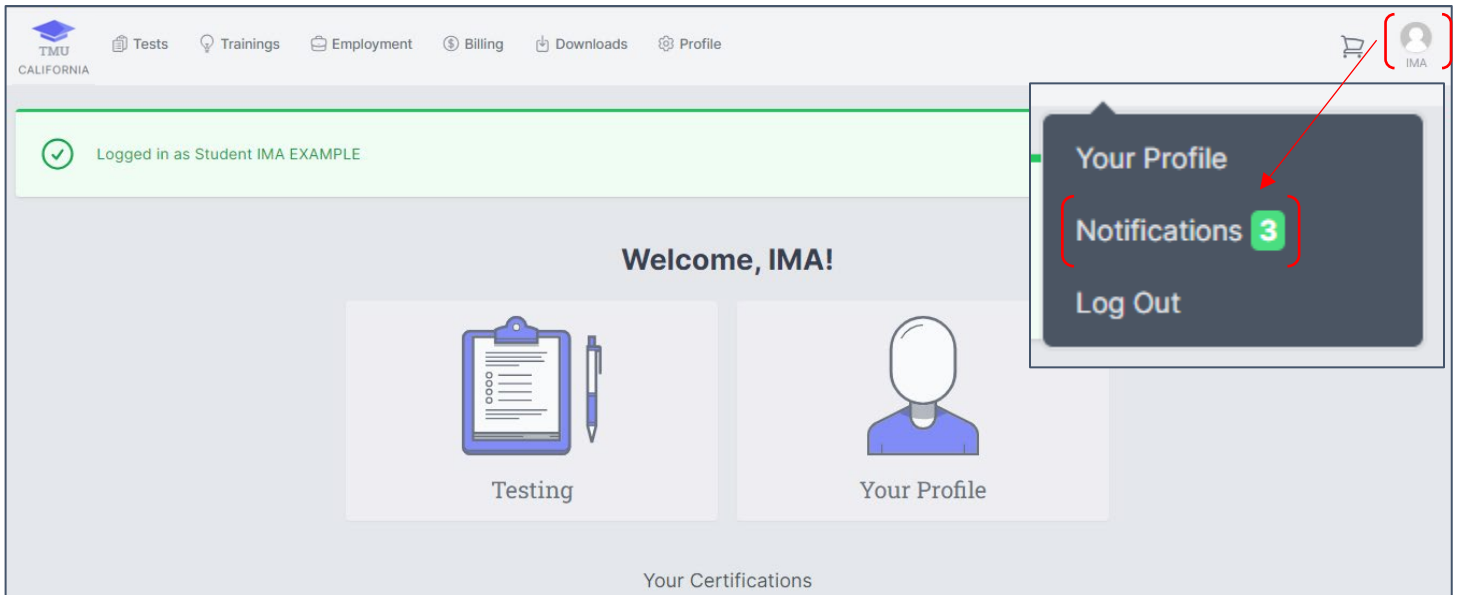 TMU
CALIFORNIA
Tests
Trainings
Employment
Billing
Downloads
Profile
IMA
Logged in as Student IMA EXAMPLE
Your Profile
Notifications 3
Log Out
Welcome, IMA!
Testing
Your Profile
Your Certifications